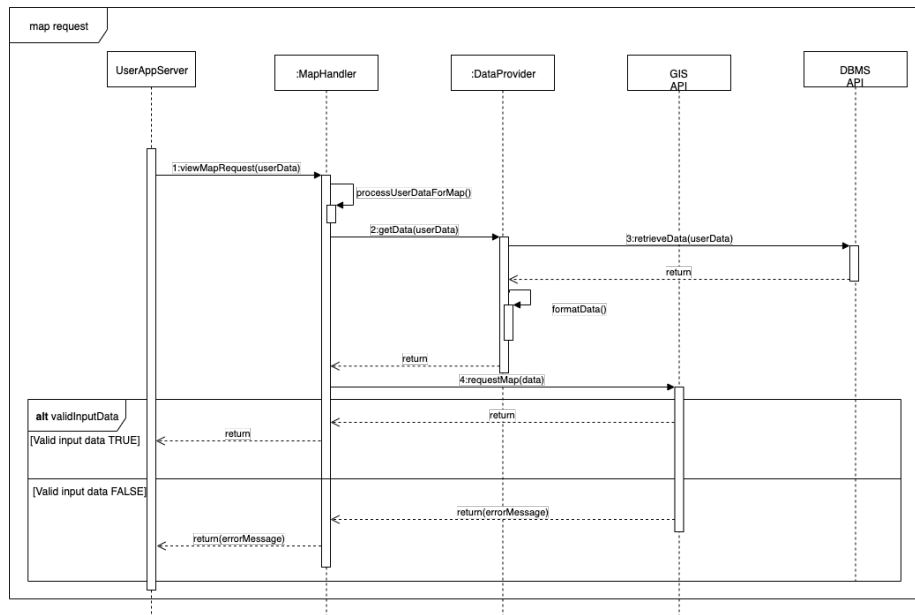 map request
UserAppServer
:MapHandler
:DataProvider
GIS
API
DBMS
API
1:viewMapRequest(userData)
processUserDataForMap()
2:getData(userData)
3:retrieveData(userData)
return
formatData()
return
4:requestMap(data)
alt validInputData
return
return
[Valid input data TRUE]
[Valid input data FALSE]
return(errorMessage)
return(errorMessage)